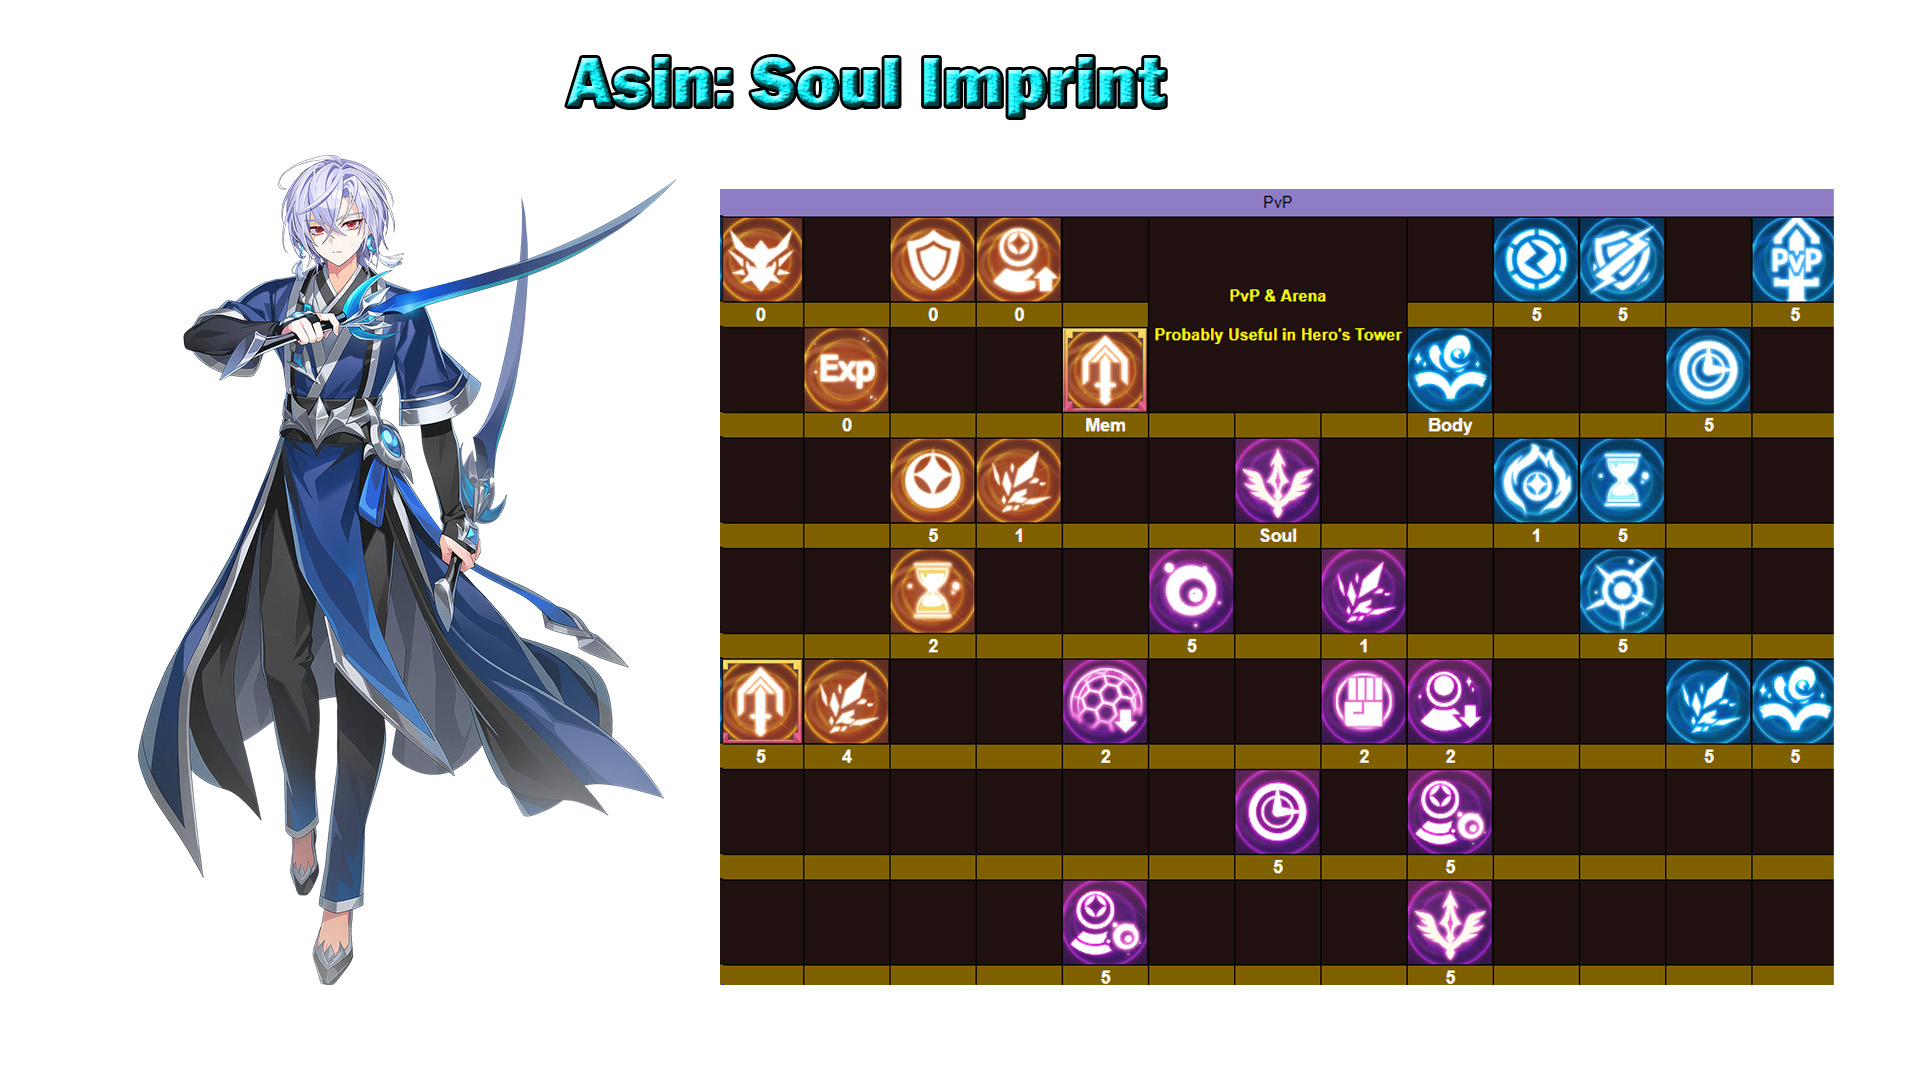 Asin: Soul Imprint
PvP
PvP
PvP & Arena
0 0 0 5 5 5
Probably Useful in Hero's Tower
Exp
0 Mem Body 5
5 1 Soul 1 5
2 5 1 5
5 4 2 2 2 5 5
5 5
5 5